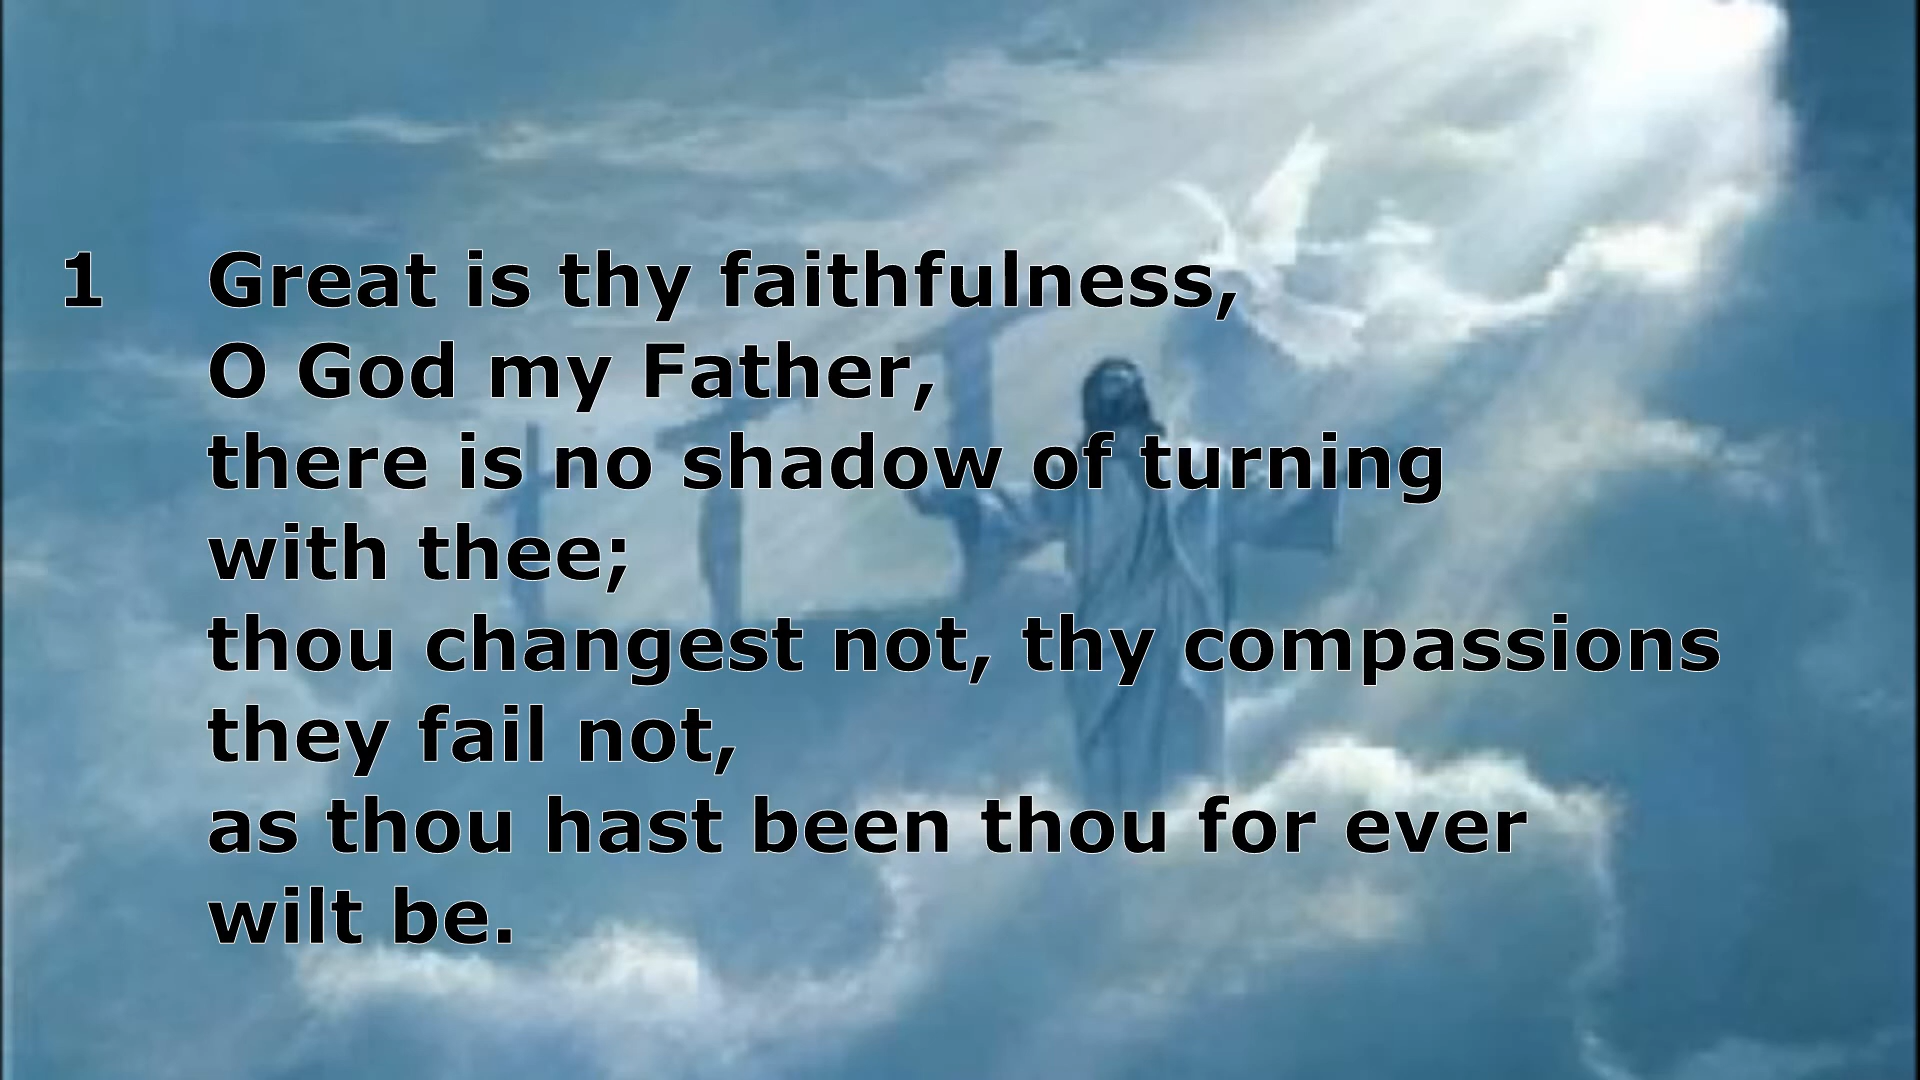 1 Great is thy faithfulness,
O God my Father,
there is no shadow of turning
with thee;
thou changest not, thy compassions
they fail not,
as thou hast been thou for ever
wilt be.